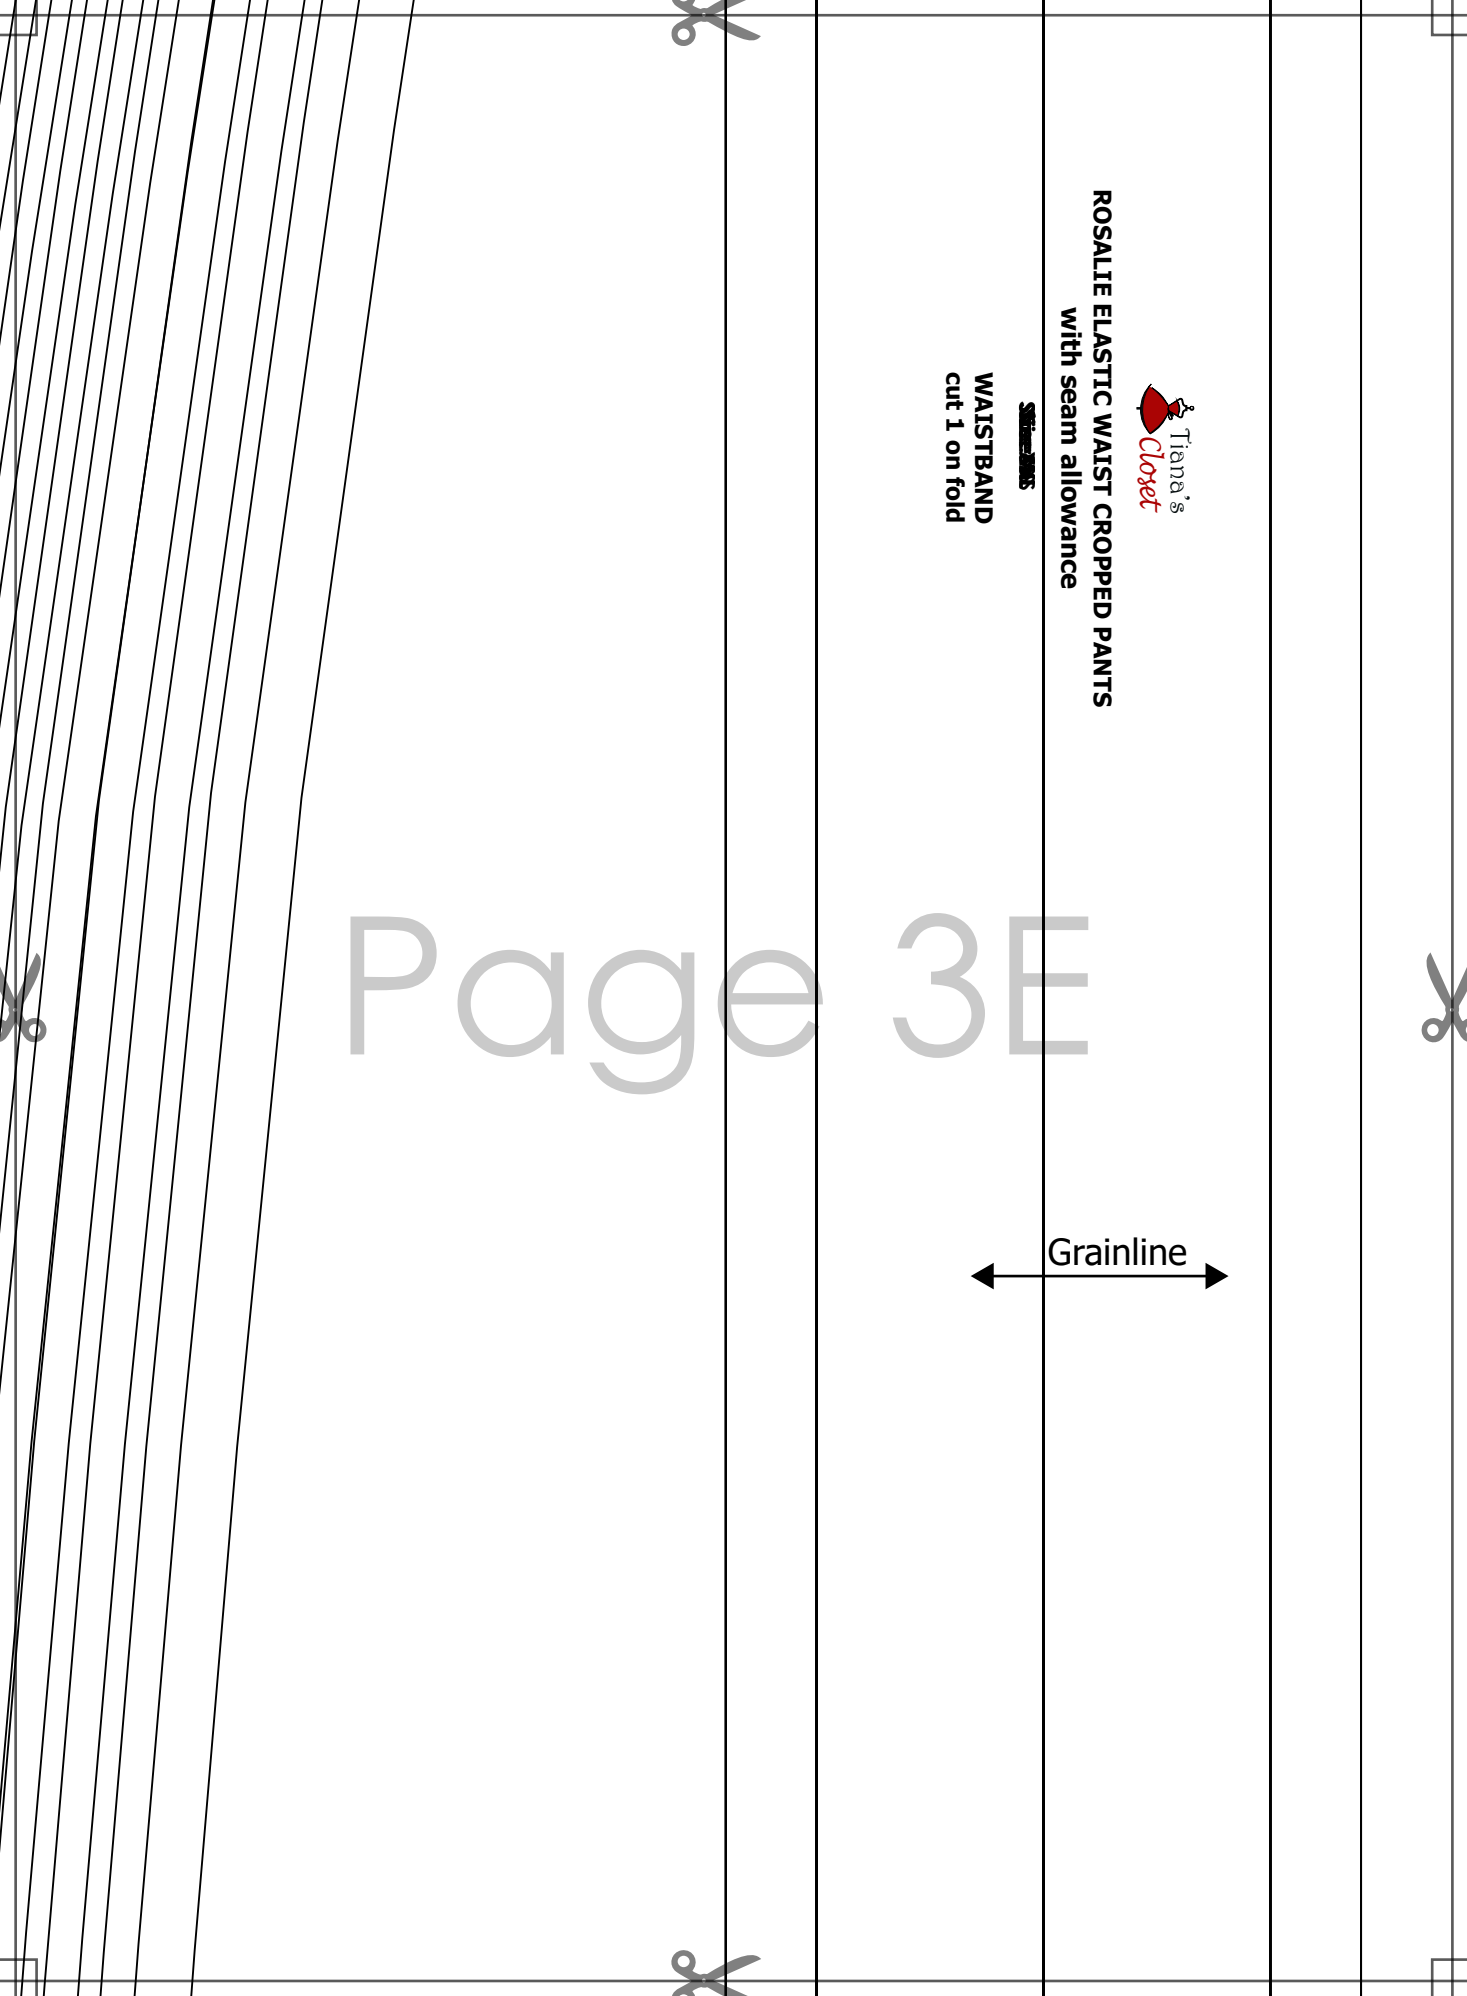 Tiana's
Closet
ROSALIE ELASTIC WAIST CROPPED PANTS
with seam allowance
WAISTBAND
cut 1 on fold
Page 3E
Grainline